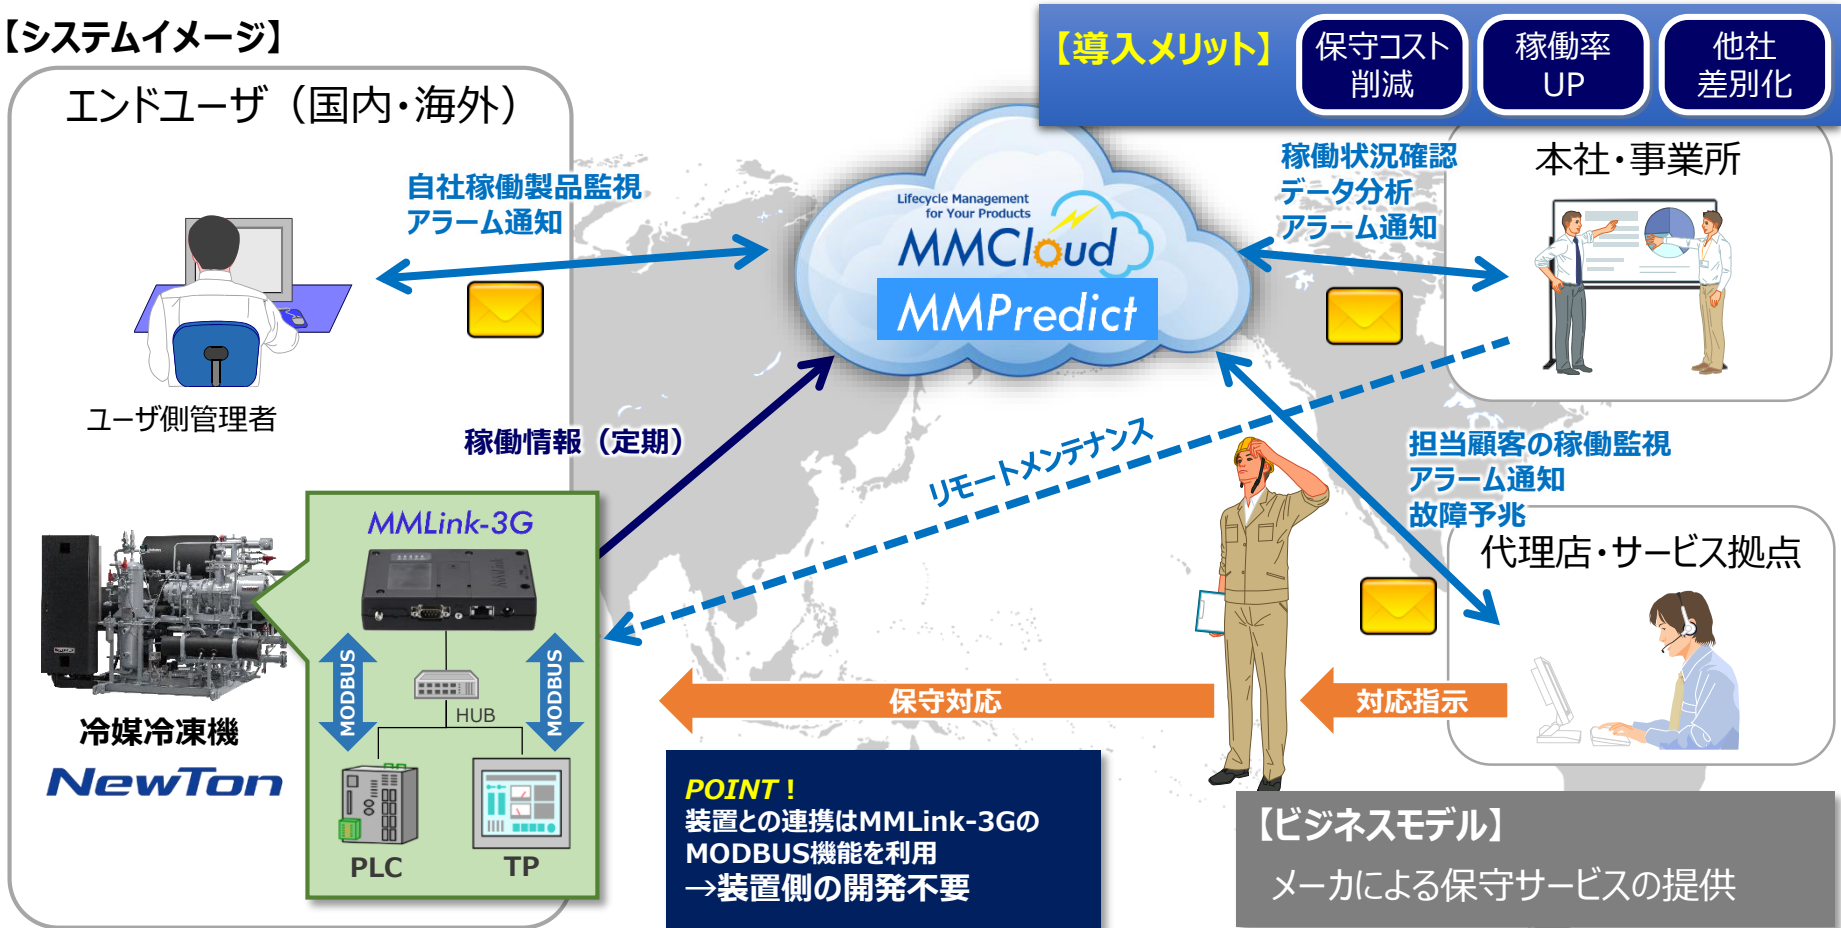 【システムイメージ】
【導入メリット】
保守コスト
削減
稼働率
UP
他社
差別化
エンドユーザ（国内・海外）
自社稼働製品監視
アラーム通知
ユーザ側管理者
稼働情報（定期）
Lifecycle Management
for Your Products
MMCloud
MMPredict
稼働状況確認
データ分析
アラーム通知
本社・事業所
リモートメンテナンス
担当顧客の稼働監視
アラーム通知
故障予兆
代理店・サービス拠点
MMLink-3G
MODBUS
MODBUS
HUB
PLC
TP
冷媒冷凍機
NewTon
保守対応
対応指示
POINT！
装置との連携はMMLink-3Gの
MODBUS機能を利用
→装置側の開発不要
【ビジネスモデル】
メーカによる保守サービスの提供